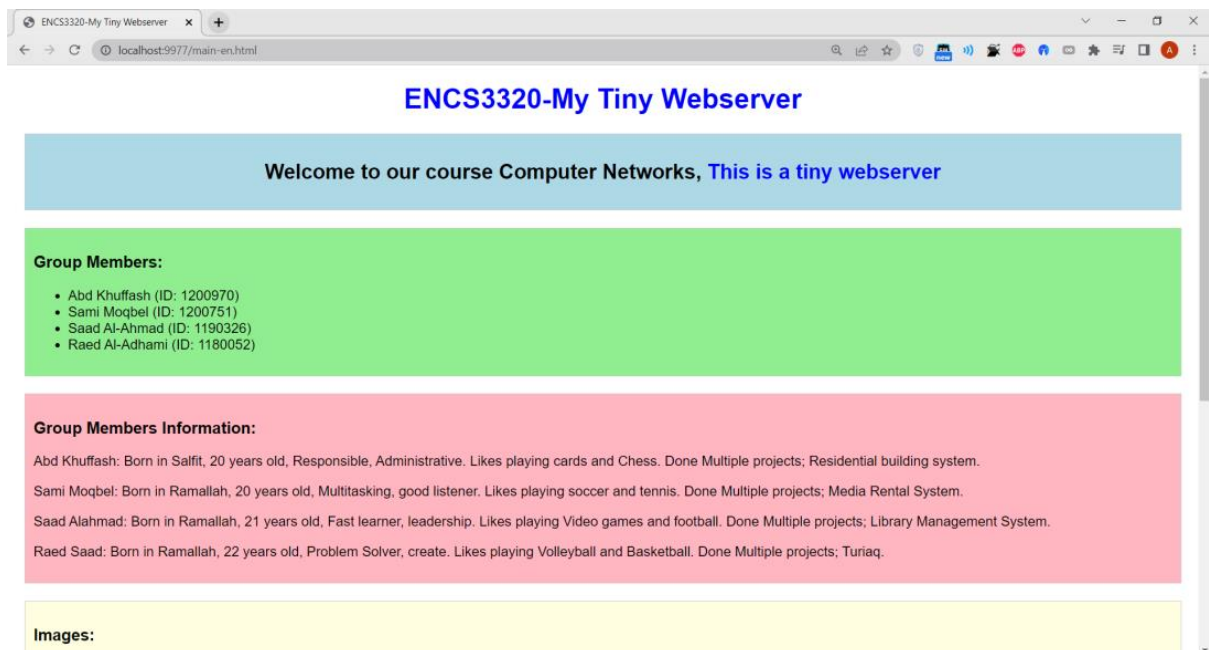 ENCS3320-My Tiny Webserver
localhost:9977/main-en.html
new
ABP
A
ENCS3320-My Tiny Webserver
Welcome to our course Computer Networks, This is a tiny webserver
Group Members:
• Abd Khuffash (ID: 1200970)
• Sami Moqbel (ID: 1200751)
• Saad Al-Ahmad (ID: 1190326)
• Raed Al-Adhami (ID: 1180052)
Group Members Information:
Abd Khuffash: Born in Salfit, 20 years old, Responsible, Administrative. Likes playing cards and Chess. Done Multiple projects; Residential building system.
Sami Moqbel: Born in Ramallah, 20 years old, Multitasking, good listener. Likes playing soccer and tennis. Done Multiple projects; Media Rental System.
Saad Alahmad: Born in Ramallah, 21 years old, Fast learner, leadership. Likes playing Video games and football. Done Multiple projects; Library Management System.
Raed Saad: Born in Ramallah, 22 years old, Problem Solver, create. Likes playing Volleyball and Basketball. Done Multiple projects; Turiaq.
Images: